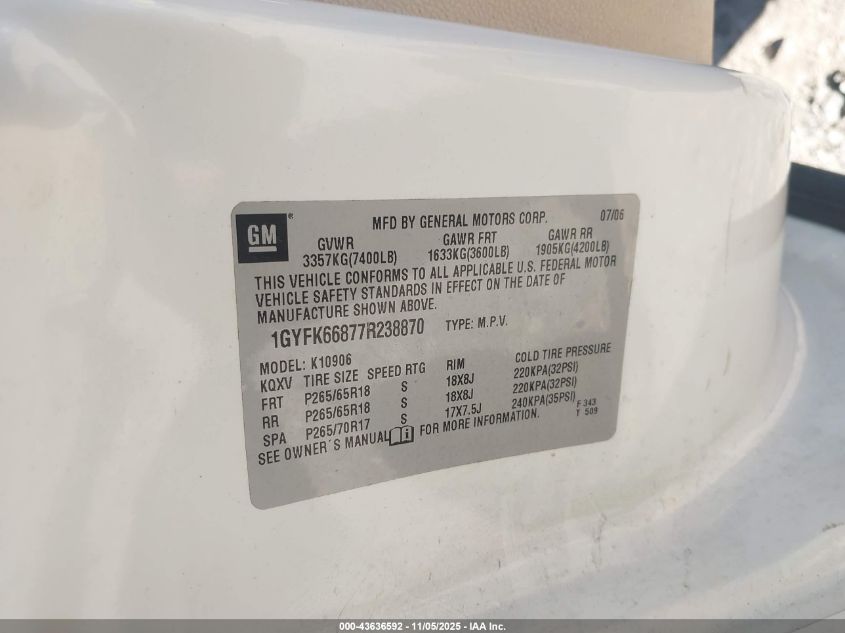 GM®
MFD BY GENERAL MOTORS CORP. 07/06
GVWR GAWR FRT GAWR RR
3357KG(7400LB) 1633KG(3600LB) 1905KG(4200LB)
THIS VEHICLE CONFORMS TO ALL APPLICABLE U.S. FEDERAL MOTOR
VEHICLE SAFETY STANDARDS IN EFFECT ON THE DATE OF
MANUFACTURE SHOWN ABOVE.
1GYFK66877R238870 TYPE: M.P.V.
MODEL: K10906
KQXV TIRE SIZE SPEED RTG RIM COLD TIRE PRESSURE
FRT P265/65R18 S 18X8J 220KPA(32PSI)
RR P265/65R18 S 18X8J 220KPA(32PSI)
SPA P265/70R17 S 17X7.5J 240KPA(35PSI)
SEE OWNER´S MANUAL i FOR MORE INFORMATION.
F 343
T 509
000-43636592 - 11/05/2025 - IAA Inc.